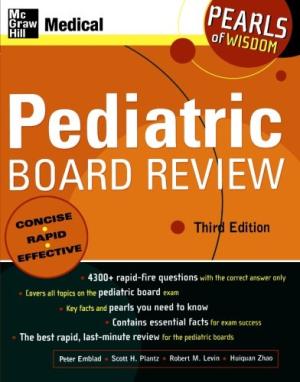 Mc
Graw
Hill
Medical
PEARLS
of WISDOM
Pediatric
BOARD REVIEW
Third Edition
CONCISE
• RAPID •
EFFECTIVE
• 4300+ rapid-fire questions with the correct answer only
• Covers all topics on the pediatric board exam
• Key facts and pearls you need to know
• Contains essential facts for exam success
• The best rapid, last-minute review for the pediatric boards
Peter Emblad • Scott H. Plantz • Robert M. Levin • Huiquan Zhao